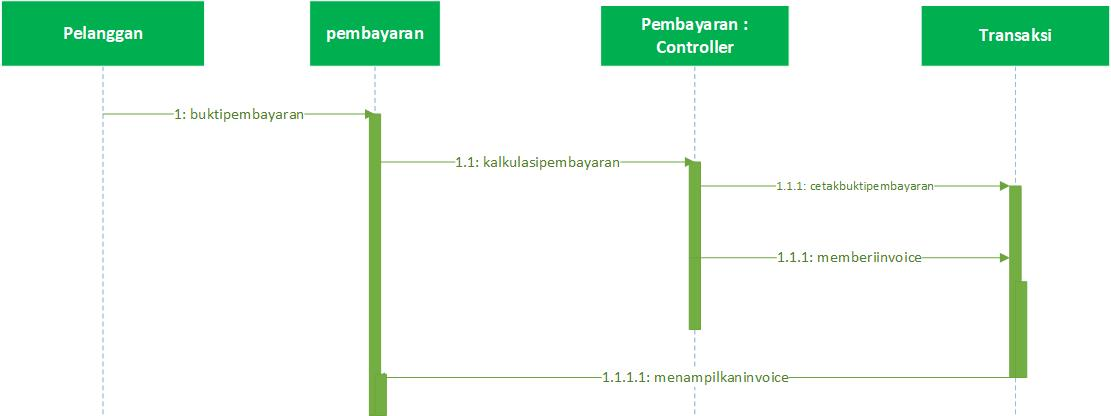 Pelanggan
pembayaran
Pembayaran :
Controller
Transaksi
1: buktipembayaran
1.1: kalkulasipembayaran
1.1.1: cetakbuktipembayaran
1.1.1: memberiinvoice
1.1.1.1: menampilkaninvoice